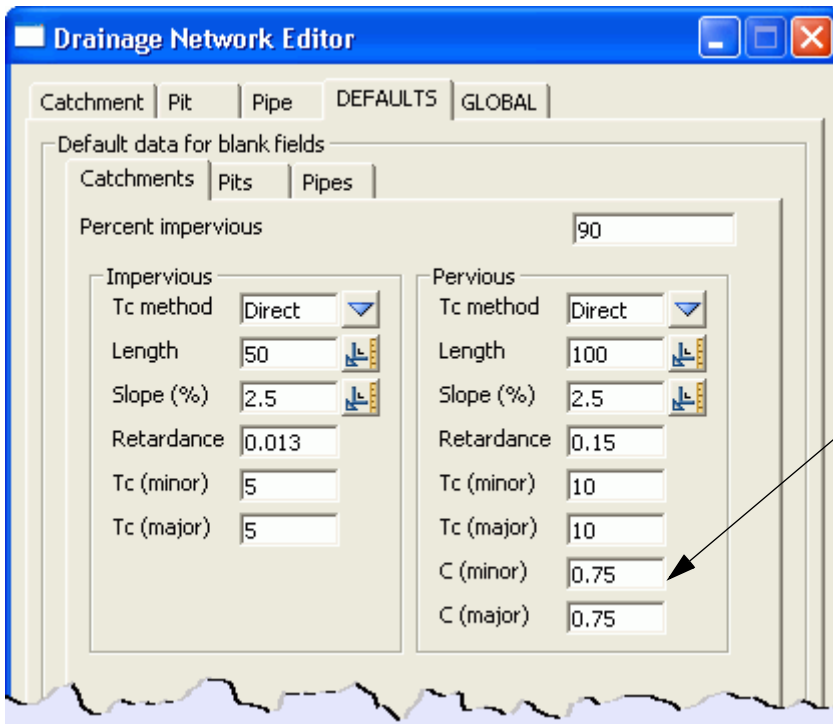 Drainage Network Editor
Catchment Pit Pipe DEFAULTS GLOBAL
Default data for blank fields
Catchments Pits Pipes
Percent impervious 90
Impervious
Tc method Direct
Length 50
Slope (%) 2.5
Retardance 0.013
Tc (minor) 5
Tc (major) 5
Pervious
Tc method Direct
Length 100
Slope (%) 2.5
Retardance 0.15
Tc (minor) 10
Tc (major) 10
C (minor) 0.75
C (major) 0.75